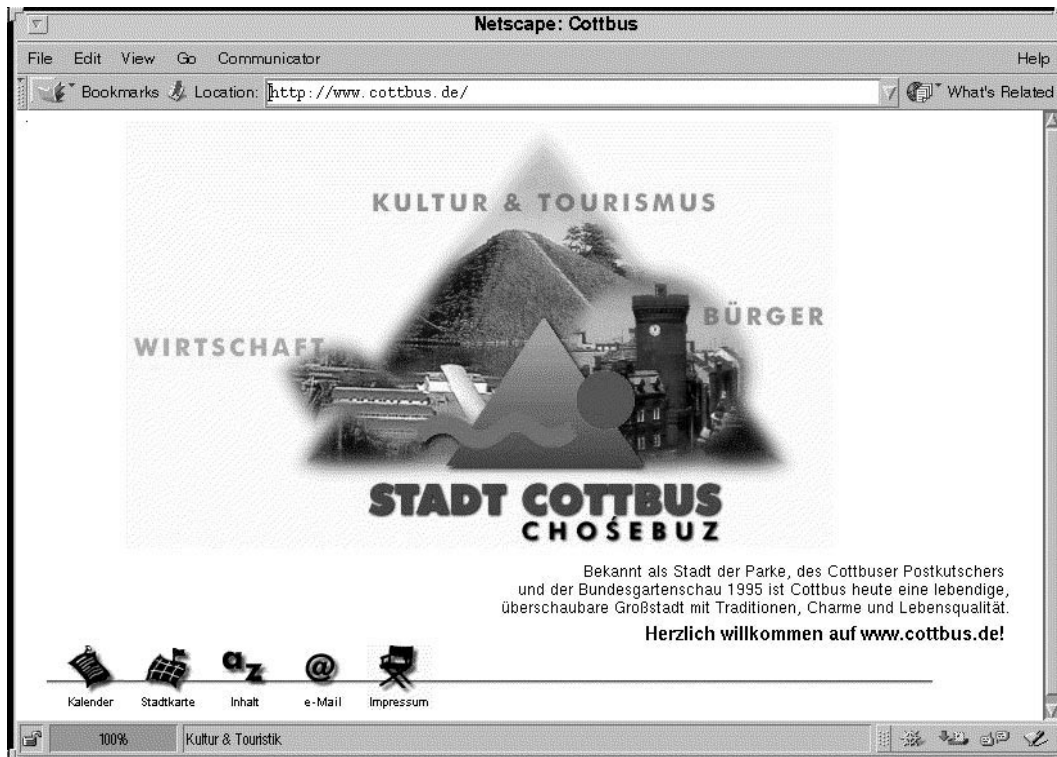 Netscape: Cottbus
File Edit View Go Communicator Help
Bookmarks Location: http://www.cottbus.de/ What's Related
KULTUR & TOURISMUS
BÜRGER
WIRTSCHAFT
STADT COTTBUS
CHOŚEBUZ
Bekannt als Stadt der Parke, des Cottbuser Postkutschers
und der Bundesgartenschau 1995 ist Cottbus heute eine lebendige,
überschaubare Großstadt mit Traditionen, Charme und Lebensqualität.
Herzlich willkommen auf www.cottbus.de!
az @
Kalender Stadtkarte Inhalt e-Mail Impressum
100% Kultur & Touristik